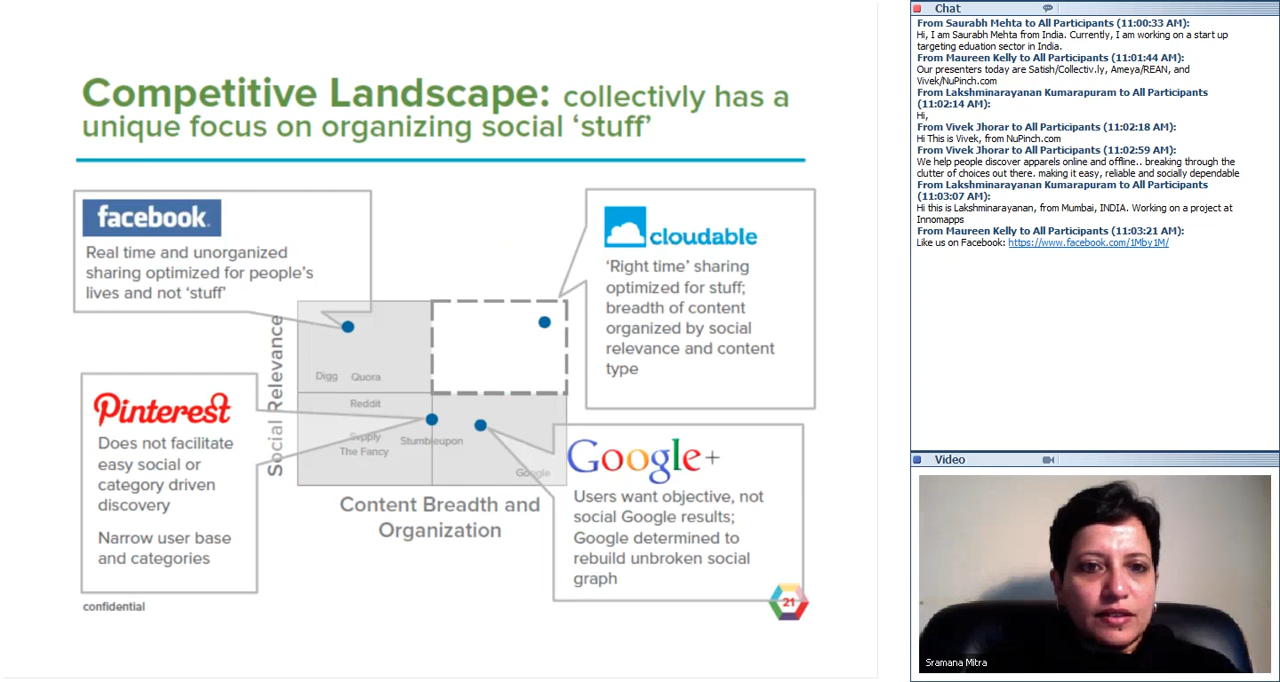 Competitive Landscape: collectivly has a
unique focus on organizing social ‘stuff’
facebook.
Real time and unorganized
sharing optimized for people’s
lives and not ‘stuff’
cloudable
‘Right time’ sharing
optimized for stuff;
breadth of content
organized by social
relevance and content
type
Social Relevance
Digg Quora
Reddit
Svpply
The Fancy
Stumbleupon
Google
Pinterest
Does not facilitate
easy social or
category driven
discovery
Narrow user base
and categories
Google+
Users want objective, not
social Google results;
Google determined to
rebuild unbroken social
graph
Content Breadth and
Organization
confidential
21
Chat
From Saurabh Mehta to All Participants (11:00:33 AM):
Hi, I am Saurabh Mehta from India. Currently, I am working on a start up
targeting eduation sector in India.
From Maureen Kelly to All Participants (11:01:44 AM):
Our presenters today are Satish/Collectiv.ly, Ameya/REAN, and
Vivek/NuPinch.com
From Lakshminarayanan Kumarapuram to All Participants
(11:02:14 AM):
Hi,
From Vivek Jhorar to All Participants (11:02:18 AM):
Hi This is Vivek, from NuPinch.com
From Vivek Jhorar to All Participants (11:02:59 AM):
We help people discover apparels online and offline.. breaking through the
clutter of choices out there. making it easy, reliable and socially dependable
From Lakshminarayanan Kumarapuram to All Participants
(11:03:07 AM):
Hi this is Lakshminarayanan, from Mumbai, INDIA. Working on a project at
Innomapps
From Maureen Kelly to All Participants (11:03:21 AM):
Like us on Facebook: https://www.facebook.com/1Mby1M/
Video
Sramana Mitra